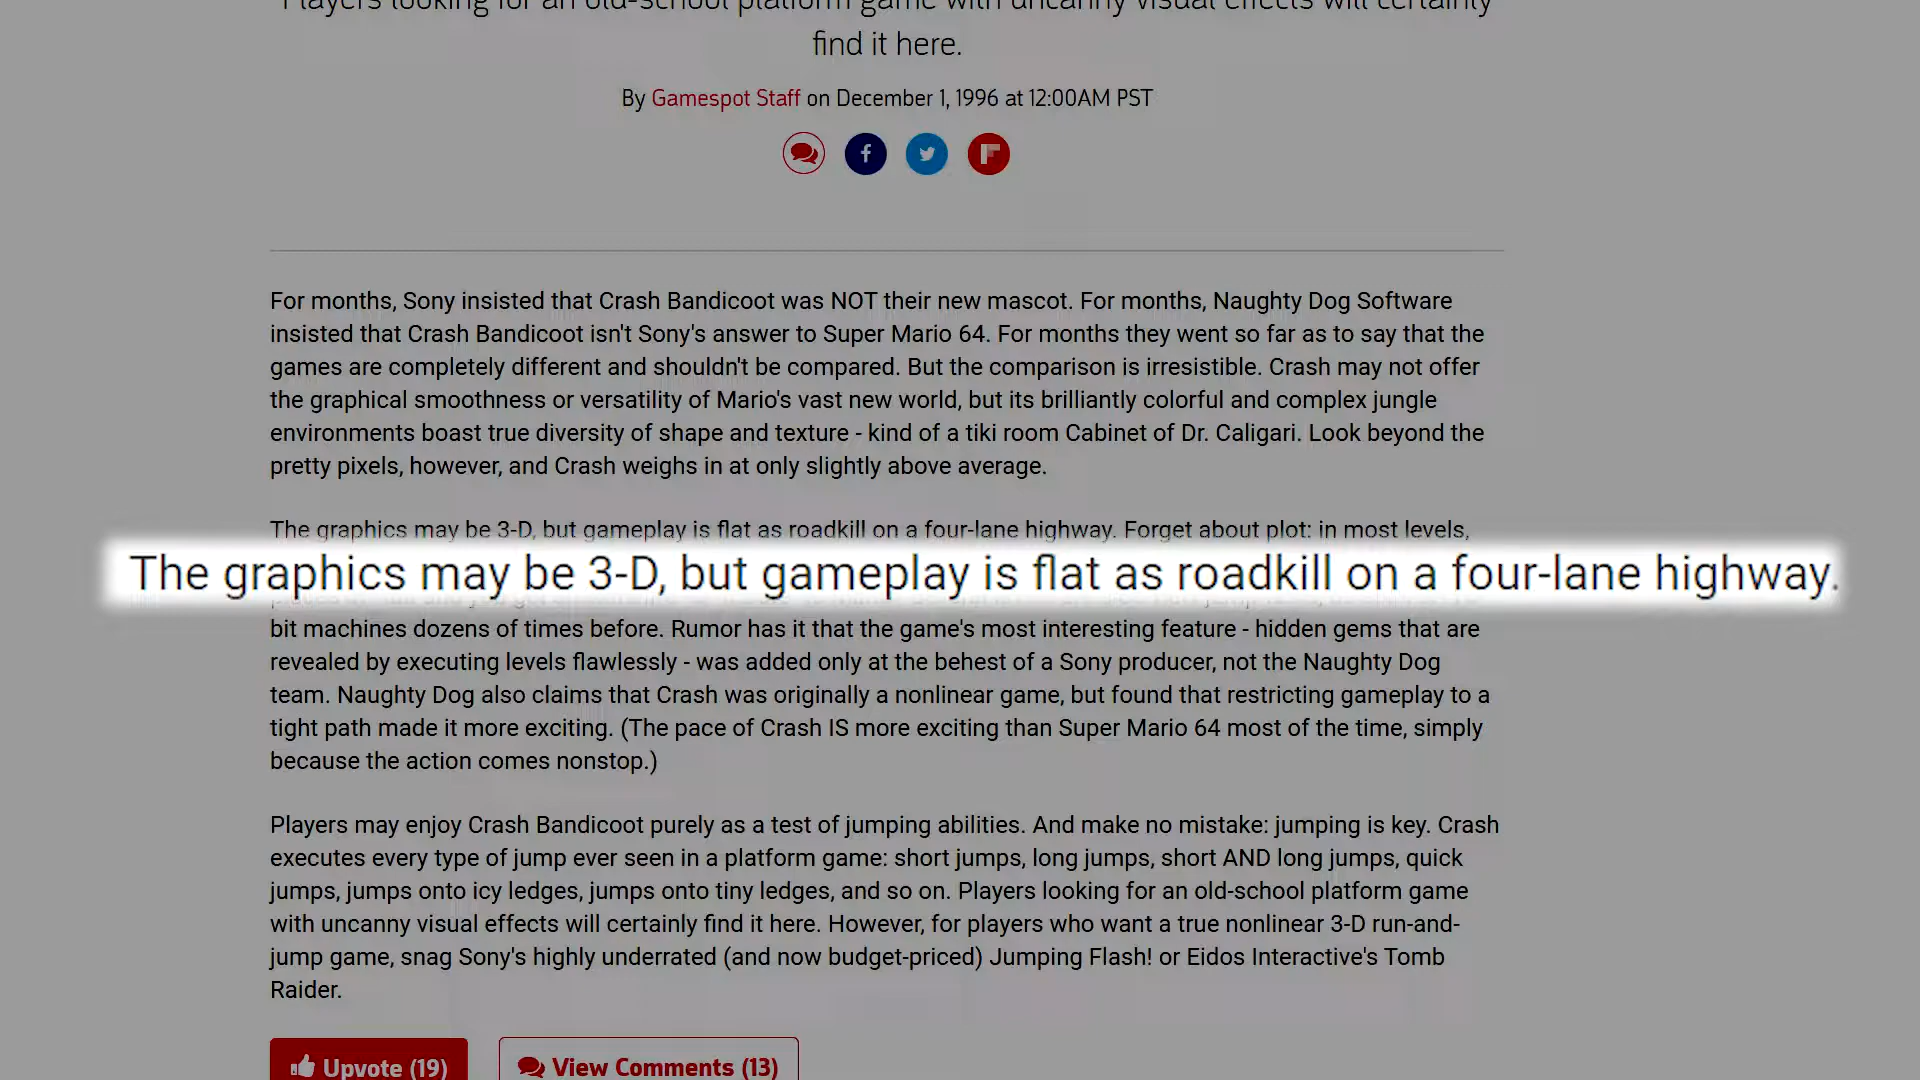 Players looking for an old-school platform game with uncanny visual effects will certainly
find it here.
By Gamespot Staff on December 1, 1996 at 12:00AM PST
For months, Sony insisted that Crash Bandicoot was NOT their new mascot. For months, Naughty Dog Software
insisted that Crash Bandicoot isn't Sony's answer to Super Mario 64. For months they went so far as to say that the
games are completely different and shouldn't be compared. But the comparison is irresistible. Crash may not offer
the graphical smoothness or versatility of Mario's vast new world, but its brilliantly colorful and complex jungle
environments boast true diversity of shape and texture - kind of a tiki room Cabinet of Dr. Caligari. Look beyond the
pretty pixels, however, and Crash weighs in at only slightly above average.
The graphics may be 3-D, but gameplay is flat as roadkill on a four-lane highway. Forget about plot: in most levels,
The graphics may be 3-D, but gameplay is flat as roadkill on a four-lane highway.
bit machines dozens of times before. Rumor has it that the game's most interesting feature - hidden gems that are
revealed by executing levels flawlessly - was added only at the behest of a Sony producer, not the Naughty Dog
team. Naughty Dog also claims that Crash was originally a nonlinear game, but found that restricting gameplay to a
tight path made it more exciting. (The pace of Crash IS more exciting than Super Mario 64 most of the time, simply
because the action comes nonstop.)
Players may enjoy Crash Bandicoot purely as a test of jumping abilities. And make no mistake: jumping is key. Crash
executes every type of jump ever seen in a platform game: short jumps, long jumps, short AND long jumps, quick
jumps, jumps onto icy ledges, jumps onto tiny ledges, and so on. Players looking for an old-school platform game
with uncanny visual effects will certainly find it here. However, for players who want a true nonlinear 3-D run-and-
jump game, snag Sony's highly underrated (and now budget-priced) Jumping Flash! or Eidos Interactive's Tomb
Raider.
Upvote (19) View Comments (13)